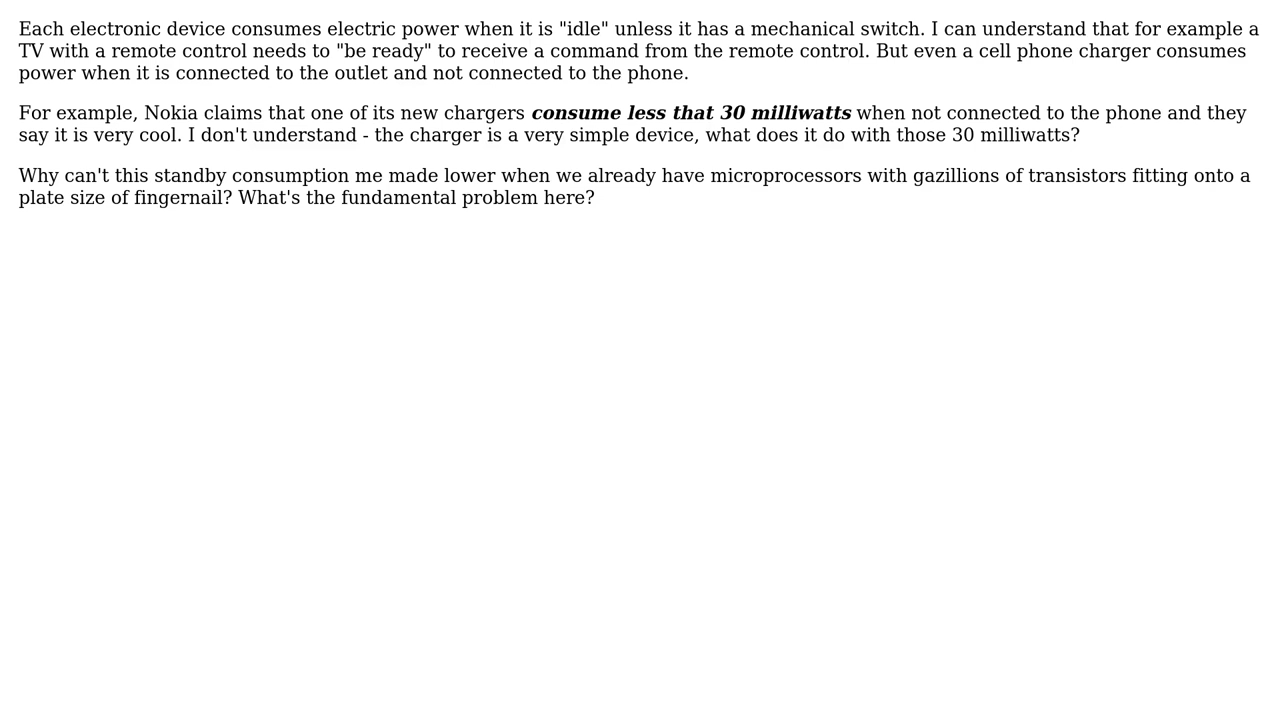 Each electronic device consumes electric power when it is "idle" unless it has a mechanical switch. I can understand that for example a
TV with a remote control needs to "be ready" to receive a command from the remote control. But even a cell phone charger consumes
power when it is connected to the outlet and not connected to the phone.
For example, Nokia claims that one of its new chargers consume less that 30 milliwatts when not connected to the phone and they
say it is very cool. I don't understand - the charger is a very simple device, what does it do with those 30 milliwatts?
Why can't this standby consumption me made lower when we already have microprocessors with gazillions of transistors fitting onto a
plate size of fingernail? What's the fundamental problem here?